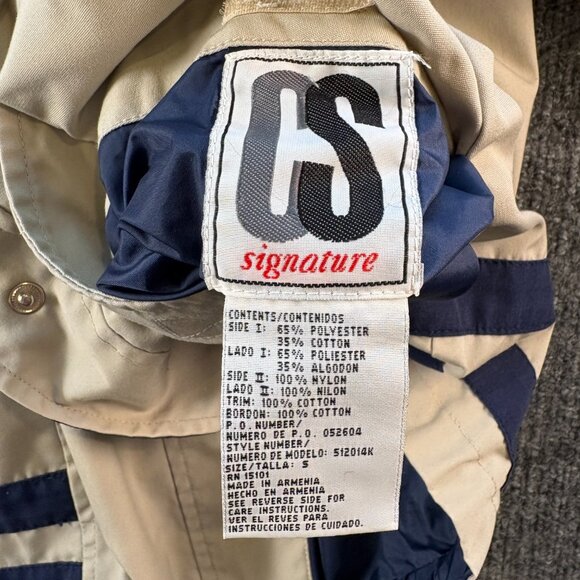 CS
signature
CONTENTS/CONTENIDOS
SIDE I: 65% POLYESTER
35% COTTON
LADO I: 65% POLIESTER
35% ALGODON
SIDE II: 100% NYLON
LADO II: 100% NILON
TRIM: 100% COTTON
BORDON: 100% COTTON
P.O. NUMBER/
NUMERO DE P.O. 052604
STYLE NUMBER/
NUMERO DE MODELO: 512014K
SIZE/TALLA: S
RN 15101
MADE IN ARMENIA
HECHO EN ARMENIA
SEE REVERSE SIDE FOR
CARE INSTRUCTIONS.
VER EL REVES PARA
INSTRUCCIONES DE CUIDADO.